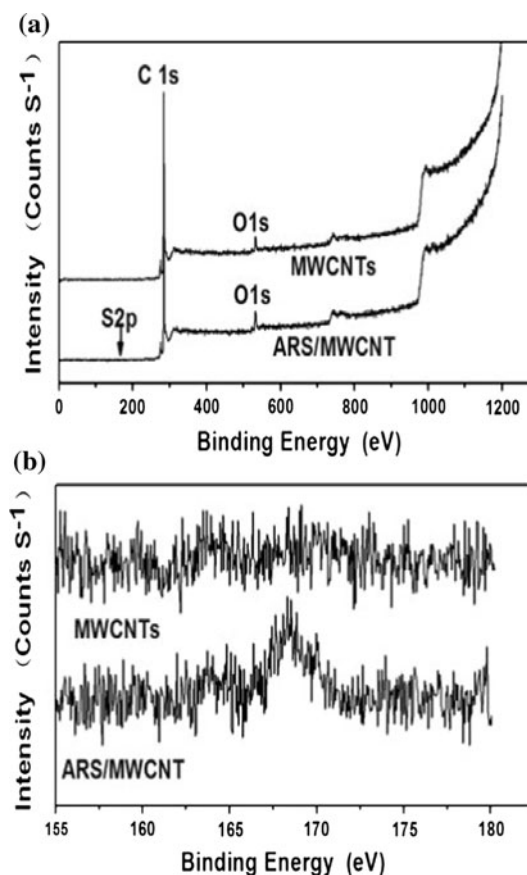 (a)
C 1s
O1s
MWCNTs
O1s
S2p
ARS/MWCNT
Intensity (Counts S⁻¹)
0 200 400 600 800 1000 1200
Binding Energy (eV)
(b)
MWCNTs
ARS/MWCNT
Intensity (Counts S⁻¹)
155 160 165 170 175 180
Binding Energy (eV)